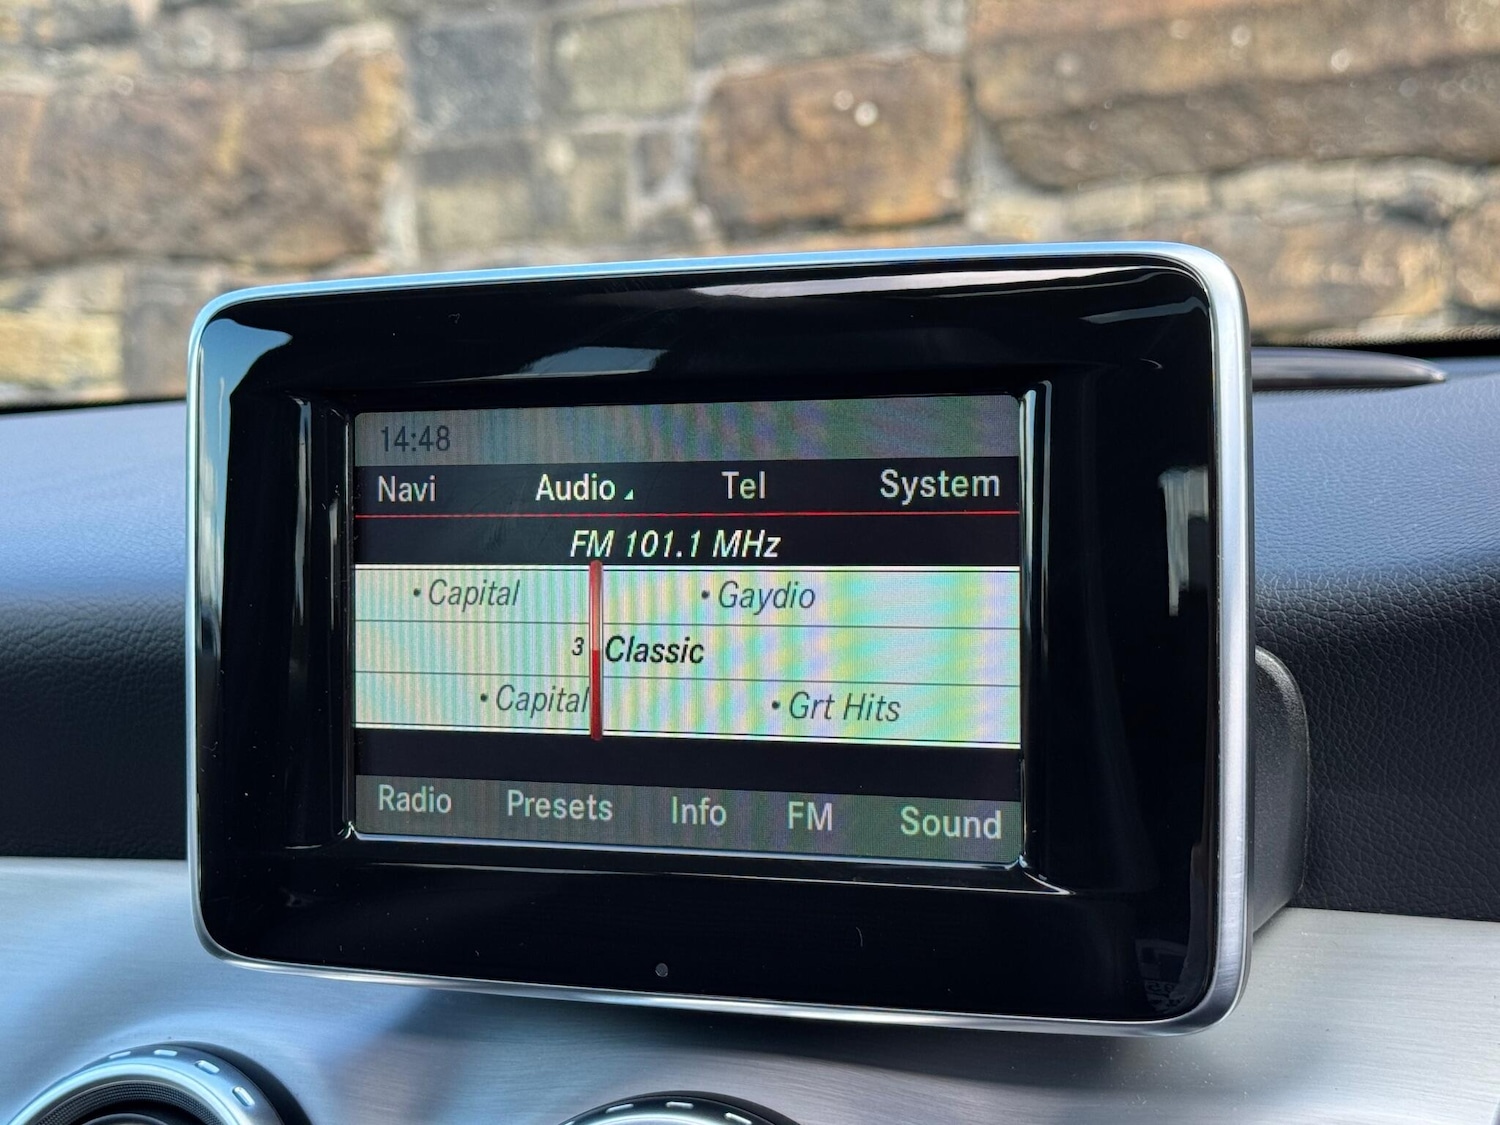 14:48
Navi Audio Tel System
FM 101.1 MHz
• Capital • Gaydio
3 Classic
• Capital • Grt Hits
Radio Presets Info FM Sound